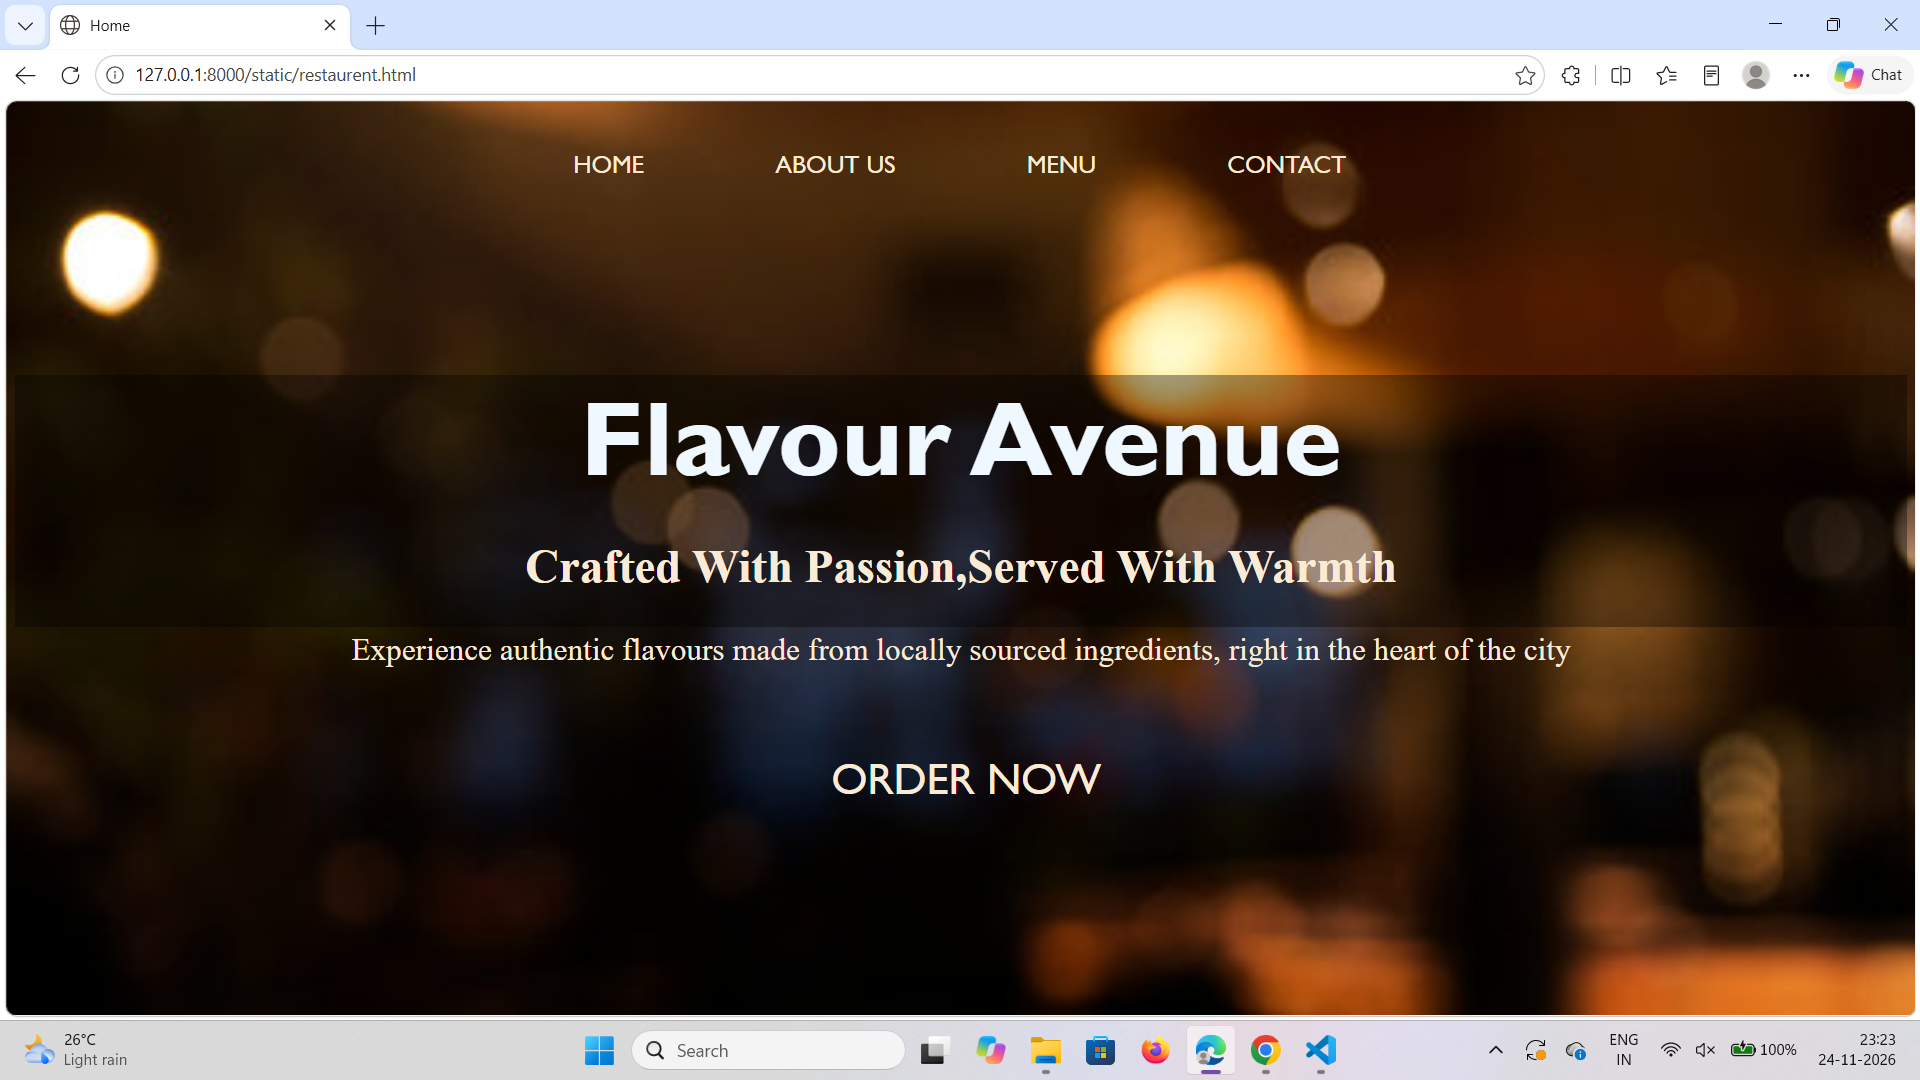 Home
127.0.0.1:8000/static/restaurent.html
Chat
HOME ABOUT US MENU CONTACT
Flavour Avenue
Crafted With Passion,Served With Warmth
Experience authentic flavours made from locally sourced ingredients, right in the heart of the city
ORDER NOW
26°C
Light rain
Search
ENG
IN
100%
23:23
24-11-2026